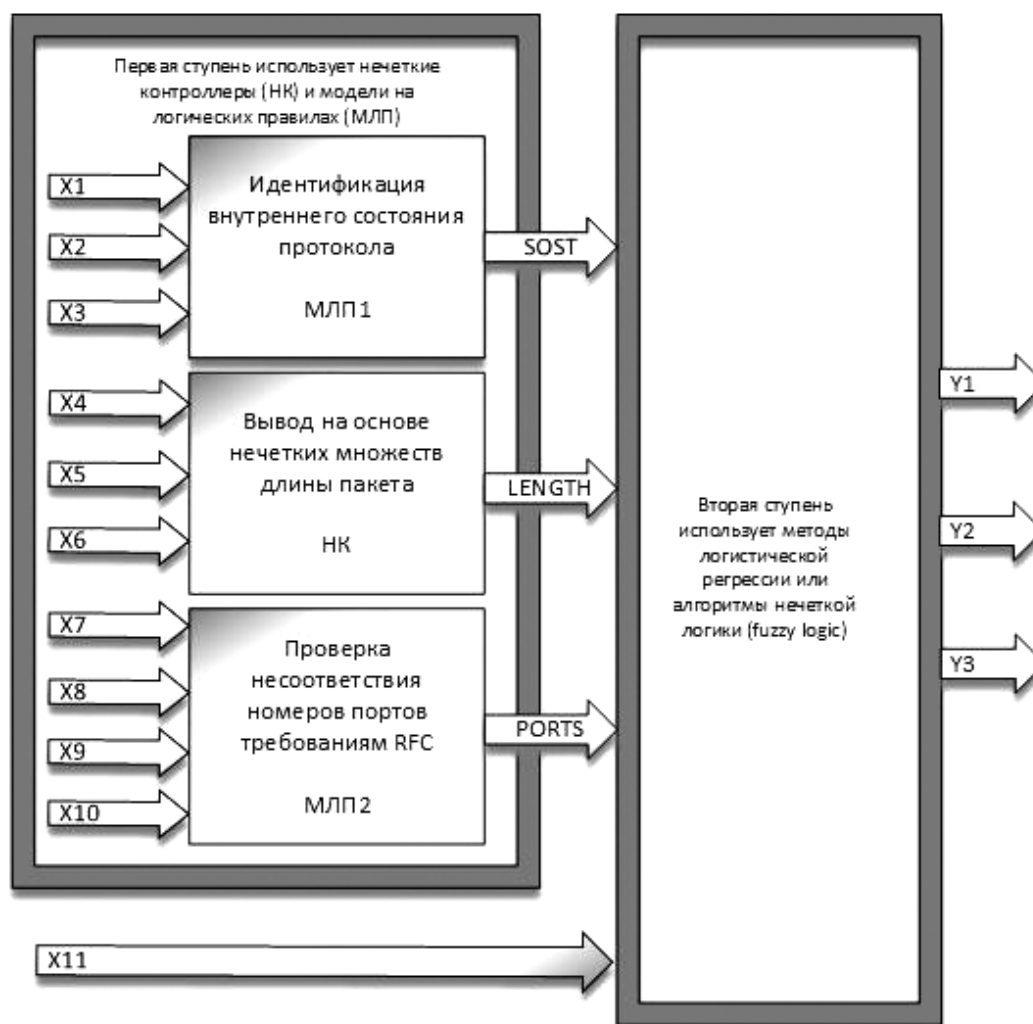 Первая ступень использует нечеткие
контроллеры (НК) и модели на
логических правилах (МЛП)
X1
X2
X3
Идентификация
внутреннего состояния
протокола
МЛП1
SOST
X4
X5
X6
Вывод на основе
нечетких множеств
длины пакета
НК
LENGTH
X7
X8
X9
X10
Проверка
несоответствия
номеров портов
требованиям RFC
МЛП2
PORTS
X11
Вторая ступень
использует методы
логистической
регрессии или
алгоритмы нечеткой
логики (fuzzy logic)
Y1
Y2
Y3